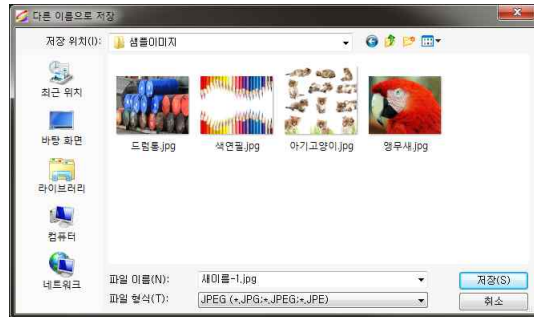 다른 이름으로 저장
저장 위치(I): 샘플이미지
최근 위치
바탕 화면
라이브러리
컴퓨터
네트워크
드럼통.jpg 색연필.jpg 아기고양이.jpg 앵무새.jpg
파일 이름(N): 새이름-1.jpg 저장(S)
파일 형식(T): JPEG (*.JPG;*.JPEG;*.JPE) 취소